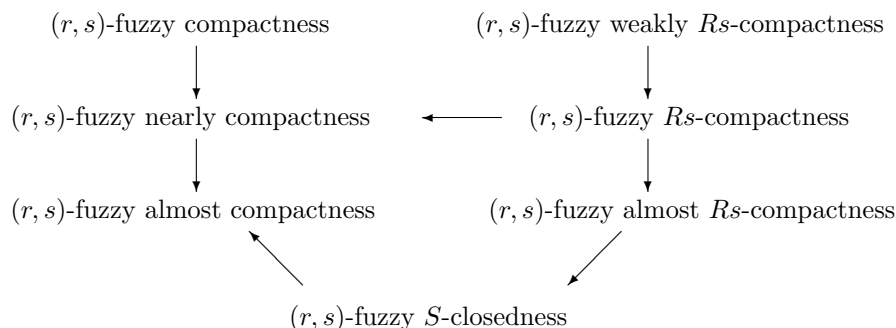 (r, s)-fuzzy compactness
(r, s)-fuzzy weakly Rs-compactness
(r, s)-fuzzy nearly compactness
(r, s)-fuzzy Rs-compactness
(r, s)-fuzzy almost compactness
(r, s)-fuzzy almost Rs-compactness
(r, s)-fuzzy S-closedness